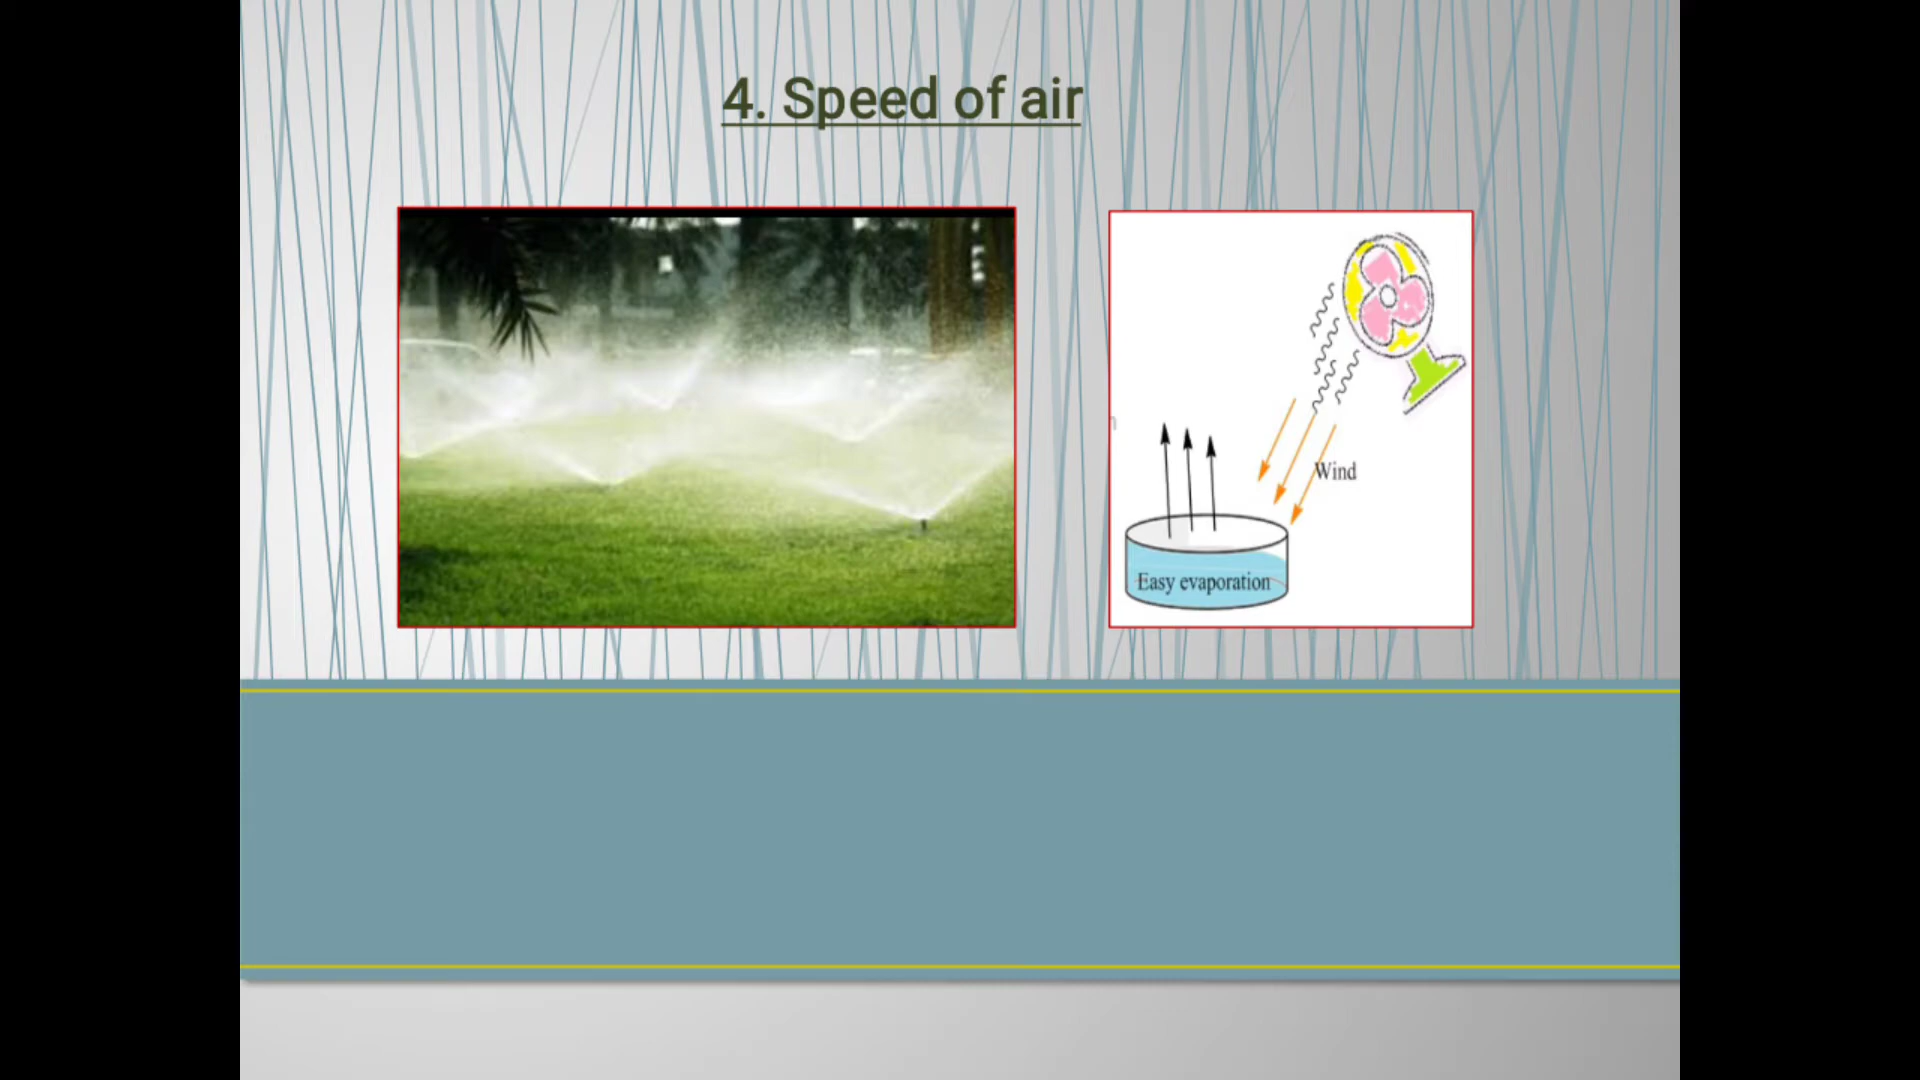 4. Speed of air
Wind
Easy evaporation